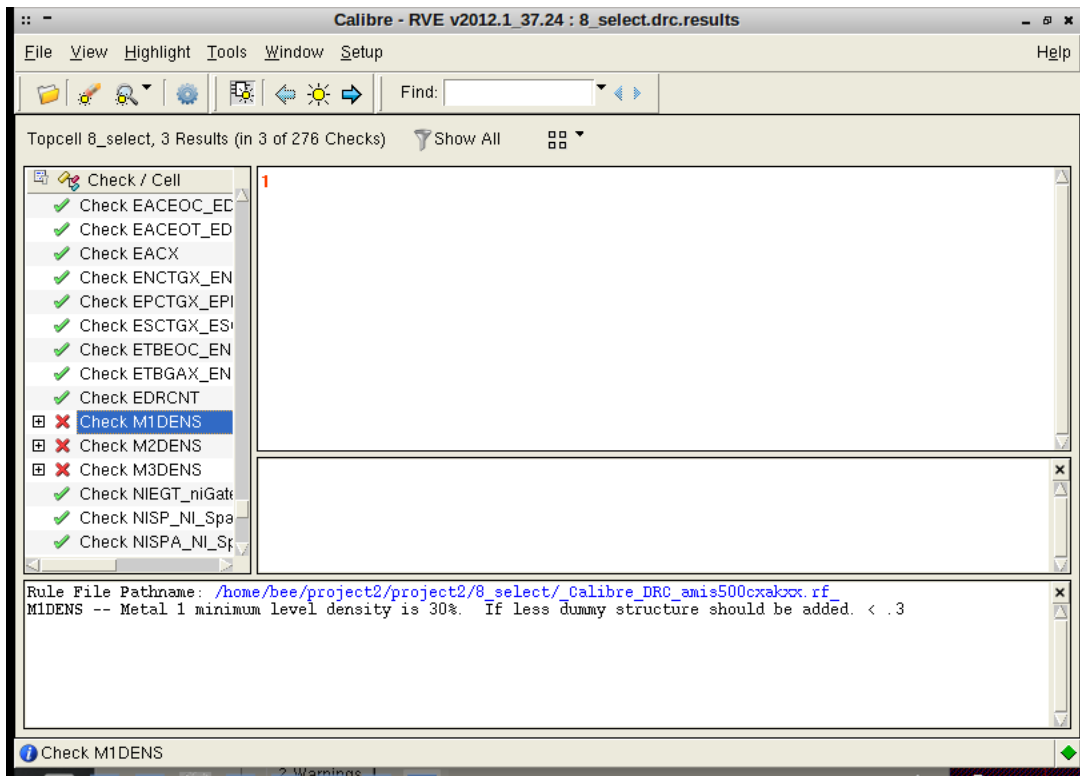 Calibre - RVE v2012.1_37.24 : 8_select.drc.results
File View Highlight Tools Window Setup Help
Find:
Topcell 8_select, 3 Results (in 3 of 276 Checks) Show All
Check / Cell
1
Check EACEOC_ED
Check EACEOT_ED
Check EACX
Check ENCTGX_EN
Check EPCTGX_EPI
Check ESCTGX_ES
Check ETBEOC_EN
Check ETBGAX_EN
Check EDRCNT
Check M1DENS
Check M2DENS
Check M3DENS
Check NIEGT_niGate
Check NISP_NI_Spa
Check NISPA_NI_Sp
Rule File Pathname: /home/bee/project2/project2/8_select/_Calibre_DRC_amis500cxakxx.rf_
M1DENS -- Metal 1 minimum level density is 30%. If less dummy structure should be added. < .3
Check M1DENS
2 Warnings !